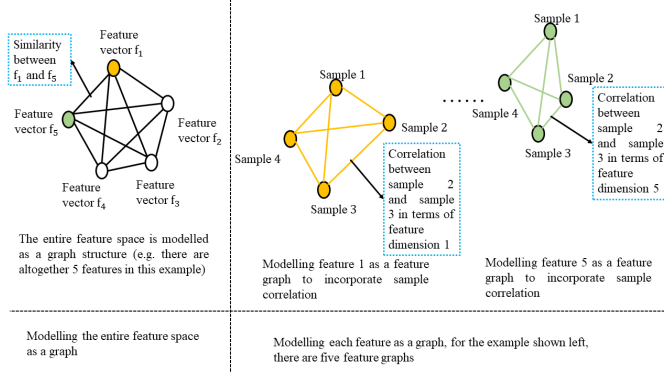 Similarity
between
f1 and f5
Feature
vector f1
Feature
vector f5
Feature
vector f2
Feature
vector f4
Feature
vector f3
The entire feature space is modelled
as a graph structure (e.g. there are
altogether 5 features in this example)
Modelling the entire feature space
as a graph
Sample 1
Sample 2
Sample 4
Sample 3
Correlation
between
sample 2
and sample
3 in terms of
feature
dimension 1
Modelling feature 1 as a feature
graph to incorporate sample
correlation
......
Sample 1
Sample 2
Sample 4
Sample 3
Correlation
between
sample 2
and sample
3 in terms of
feature
dimension 5
Modelling feature 5 as a feature
graph to incorporate sample
correlation
Modelling each feature as a graph, for the example shown left,
there are five feature graphs